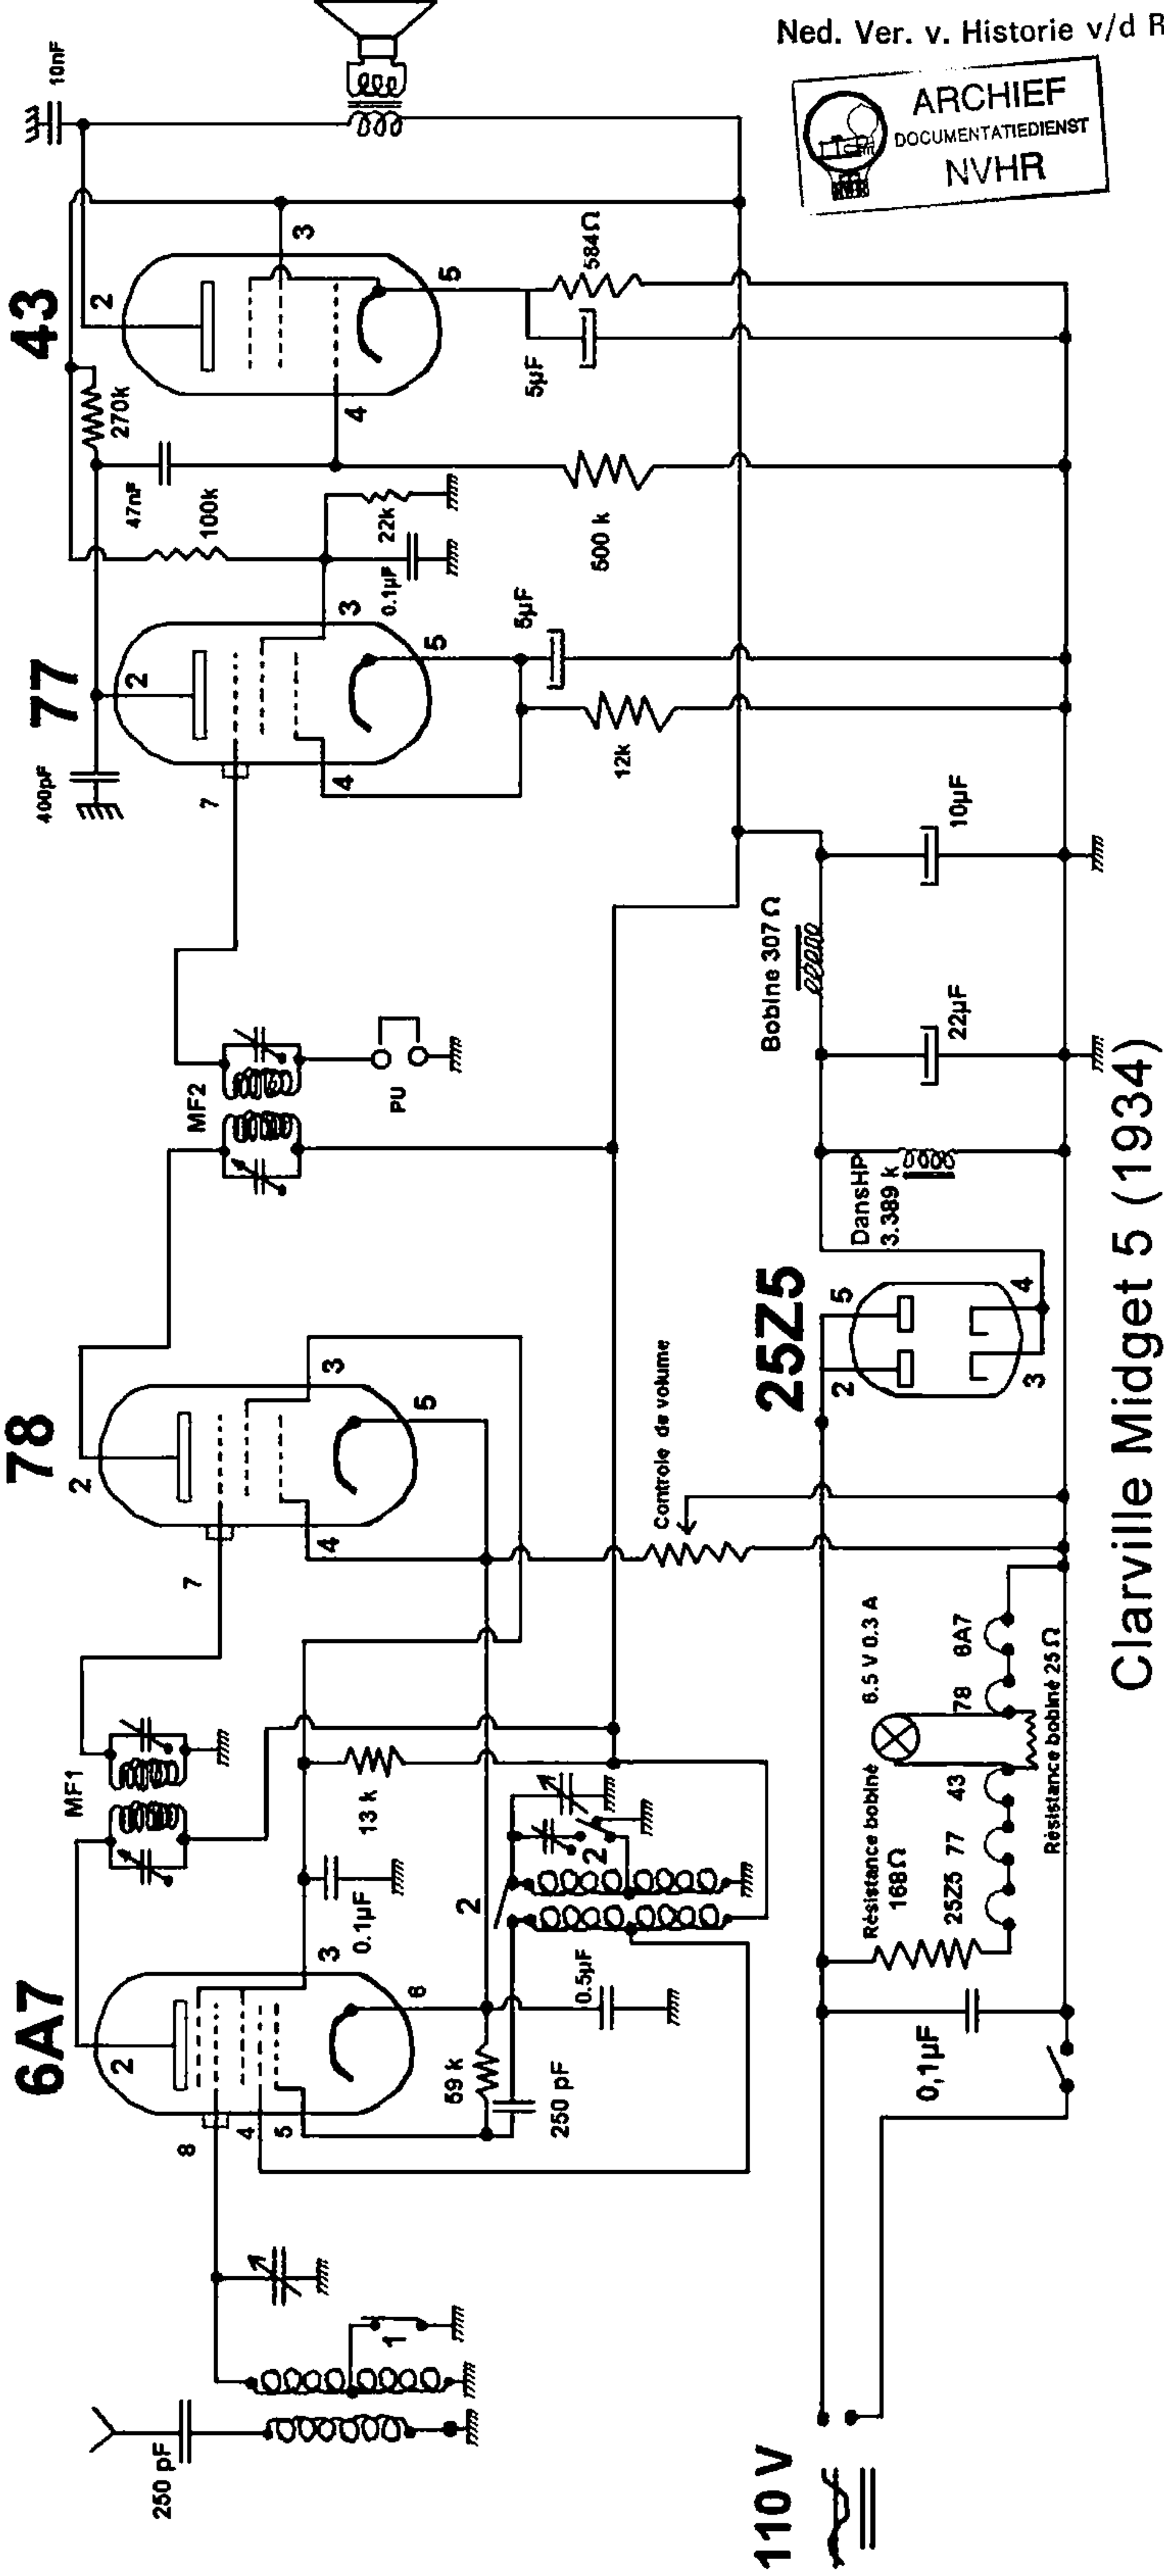 Ned. Ver. v. Historie v/d R
ARCHIEF
DOCUMENTATIEDIENST
NVHR
6A7
78
77
43
250 pF
8
4
5
2
3
6
59 k
250 pF
0.5µF
0.1µF
13 k
MF1
1
2
2
7
2
4
3
5
MF2
PU
7
2
4
3
5
400pF
47nF
100k
270k
22k
0.1µF
5µF
12k
500 k
2
3
4
5
10nF
5µF
584Ω
Controle de volume
110 V
0,1µF
Résistance bobiné
168Ω
25Z5 77 43 78 6A7
6.5 V 0.3 A
Résistance bobiné 25Ω
25Z5
2
5
3
4
DansHP
3.389 k
Bobine 307 Ω
22µF
10µF
Clarville Midget 5 (1934)